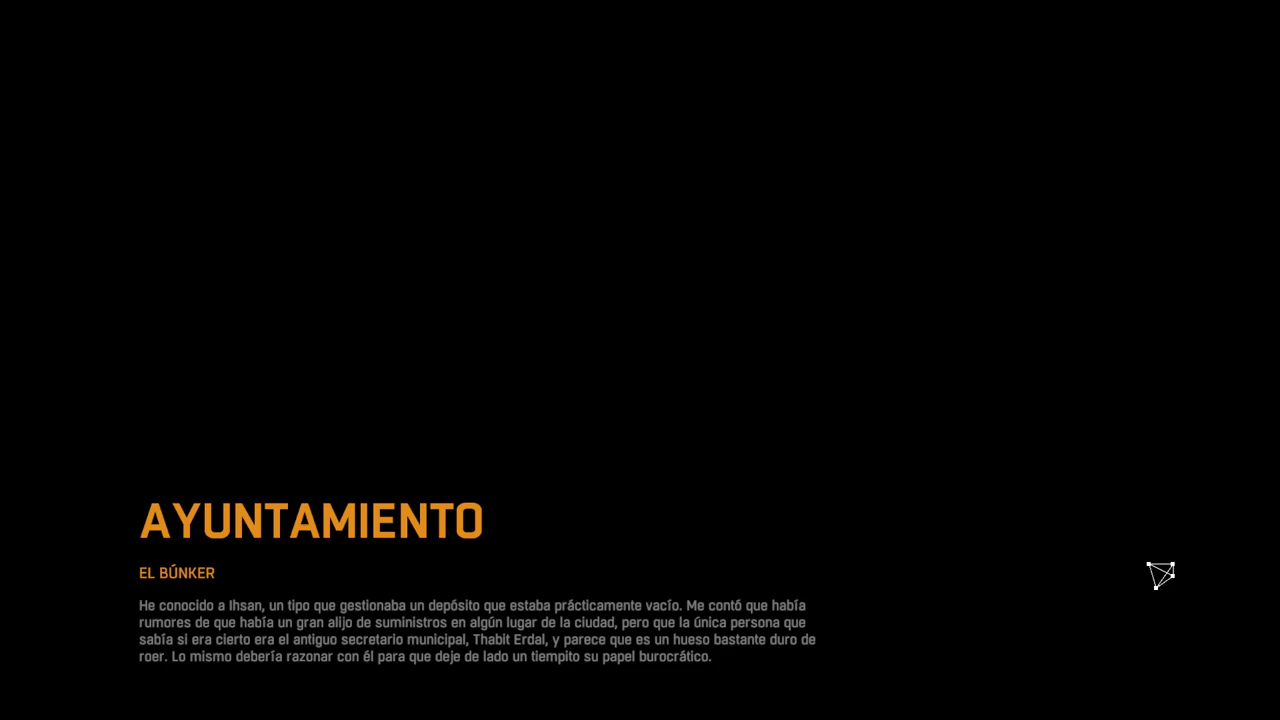 AYUNTAMIENTO
EL BÚNKER
He conocido a Ihsan, un tipo que gestionaba un depósito que estaba prácticamente vacío. Me contó que había
rumores de que había un gran alijo de suministros en algún lugar de la ciudad, pero que la única persona que
sabía si era cierto era el antiguo secretario municipal, Thabit Erdal, y parece que es un hueso bastante duro de
roer. Lo mismo debería razonar con él para que deje de lado un tiempito su papel burocrático.